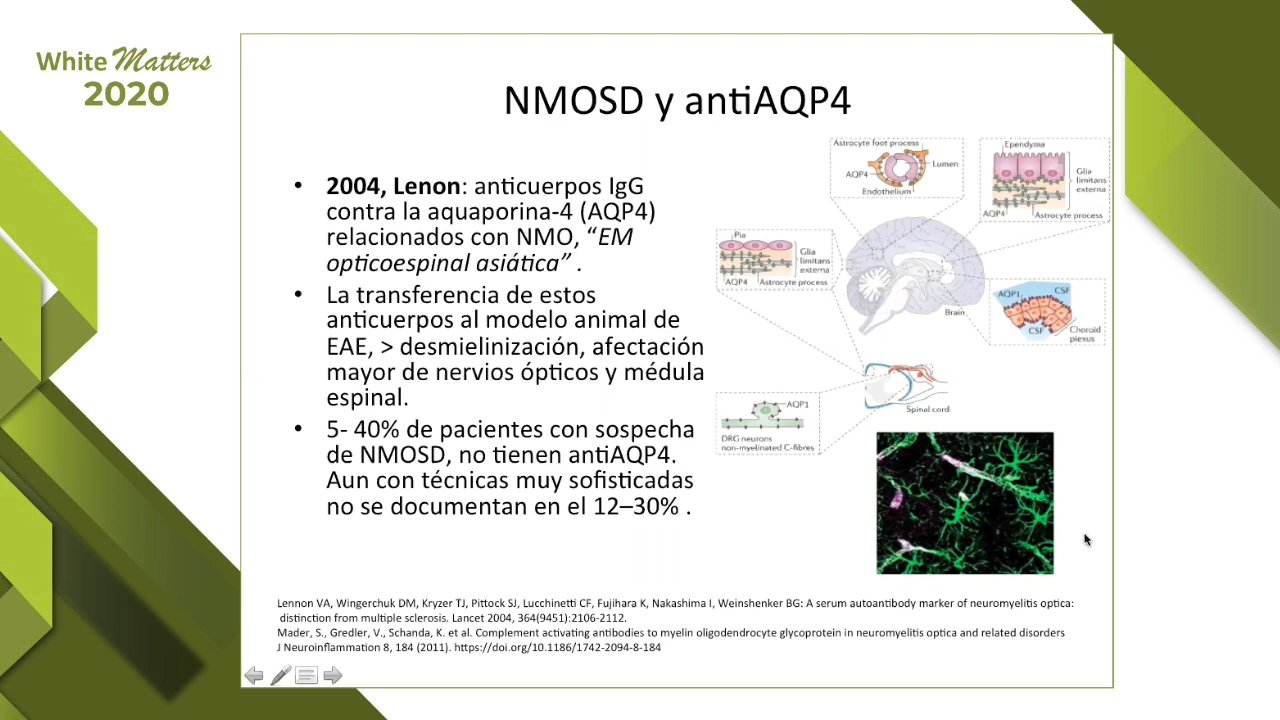 White Matters
2020
NMOSD y antiAQP4
• 2004, Lenon: anticuerpos IgG
contra la aquaporina-4 (AQP4)
relacionados con NMO, “EM
opticoespinal asiática” .
• La transferencia de estos
anticuerpos al modelo animal de
EAE, > desmielinización, afectación
mayor de nervios ópticos y médula
espinal.
• 5- 40% de pacientes con sospecha
de NMOSD, no tienen antiAQP4.
Aun con técnicas muy sofisticadas
no se documentan en el 12–30% .
Astrocyte foot process
AQP4
Lumen
Endothelium
Ependyma
Glia
limitans
externa
AQP4
Astrocyte process
Pia
Glia
limitans
externa
AQP4
Astrocyte process
Brain
AQP1
CSF
CSF
Choroid
plexus
Spinal cord
AQP1
DRG neurons
non-myelinated C-fibres
Lennon VA, Wingerchuk DM, Kryzer TJ, Pittock SJ, Lucchinetti CF, Fujihara K, Nakashima I, Weinshenker BG: A serum autoantibody marker of neuromyelitis optica:
distinction from multiple sclerosis. Lancet 2004, 364(9451):2106-2112.
Mader, S., Gredler, V., Schanda, K. et al. Complement activating antibodies to myelin oligodendrocyte glycoprotein in neuromyelitis optica and related disorders
J Neuroinflammation 8, 184 (2011). https://doi.org/10.1186/1742-2094-8-184